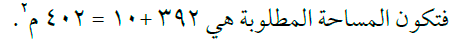 فتكون المساحة المطلوبة هي ٣٩٢ + ١٠ = ٤٠٢ م٢.